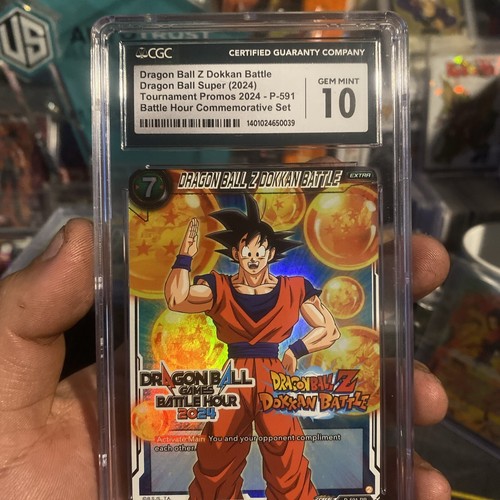 CGC
CERTIFIED GUARANTY COMPANY
Dragon Ball Z Dokkan Battle
Dragon Ball Super (2024)
Tournament Promos 2024 - P-591
Battle Hour Commemorative Set
1401024650039
GEM MINT
10
7
DRAGON BALL Z DOKKAN BATTLE
EXTRA
DRAGON BALL
GAMES
BATTLE HOUR
2024
DRAGONBALL Z
DOKKAN BATTLE
Activate Main You and your opponent compliment
each other.